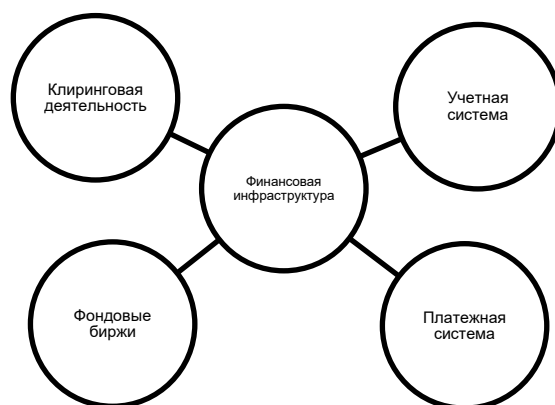 Клиринговая
деятельность
Учетная
система
Финансовая
инфраструктура
Фондовые
биржи
Платежная
система